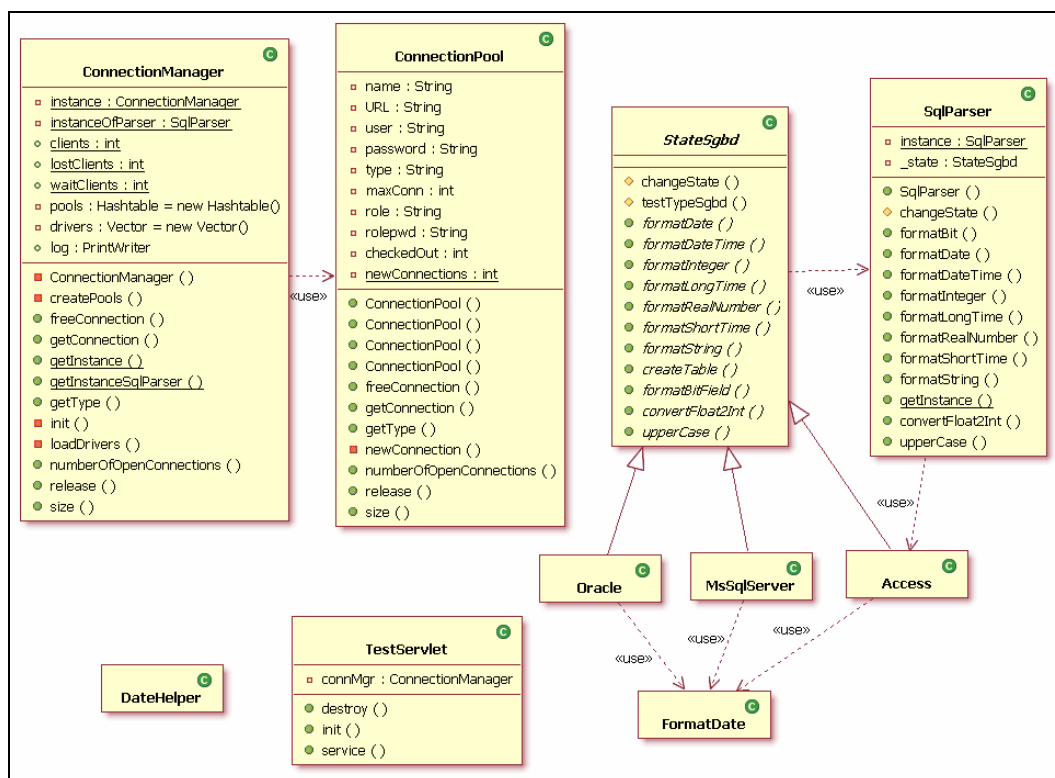 C
ConnectionManager
instance : ConnectionManager
instanceOfParser : SqlParser
clients : int
lostClients : int
waitClients : int
pools : Hashtable = new Hashtable()
drivers : Vector = new Vector()
log : PrintWriter
ConnectionManager ()
createPools ()
freeConnection ()
getConnection ()
getInstance ()
getInstanceSqlParser ()
getType ()
init ()
loadDrivers ()
numberOfOpenConnections ()
release ()
size ()
«use»
C
ConnectionPool
name : String
URL : String
user : String
password : String
type : String
maxConn : int
role : String
rolepwd : String
checkedOut : int
newConnections : int
ConnectionPool ()
ConnectionPool ()
ConnectionPool ()
ConnectionPool ()
freeConnection ()
getConnection ()
getType ()
newConnection ()
numberOfOpenConnections ()
release ()
size ()
C
StateSgbd
changeState ()
testTypeSgbd ()
formatDate ()
formatDateTime ()
formatInteger ()
formatLongTime ()
formatRealNumber ()
formatShortTime ()
formatString ()
createTable ()
formatBitField ()
convertFloat2Int ()
upperCase ()
«use»
C
SqlParser
instance : SqlParser
_state : StateSgbd
SqlParser ()
changeState ()
formatBit ()
formatDate ()
formatDateTime ()
formatInteger ()
formatLongTime ()
formatRealNumber ()
formatShortTime ()
formatString ()
getInstance ()
convertFloat2Int ()
upperCase ()
«use»
C
Oracle
C
MsSqlServer
C
Access
«use»
«use»
«use»
C
DateHelper
C
TestServlet
connMgr : ConnectionManager
destroy ()
init ()
service ()
C
FormatDate